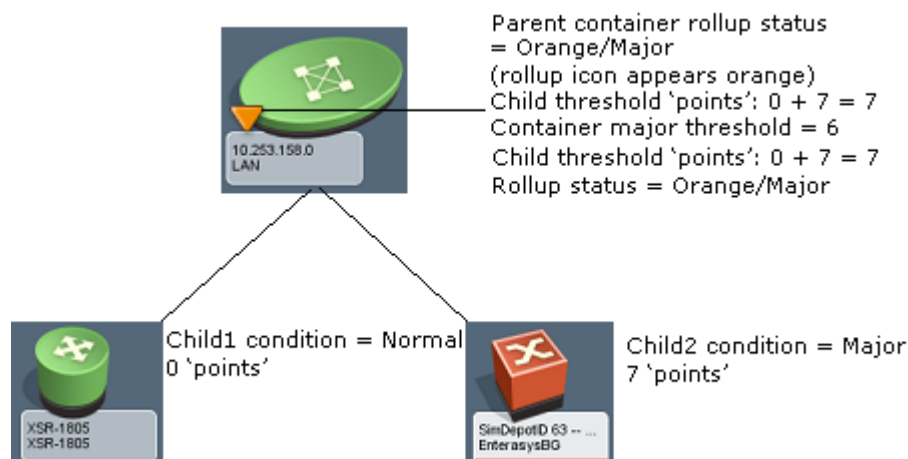 Parent container rollup status
= Orange/Major
(rollup icon appears orange)
Child threshold ‘points’: 0 + 7 = 7
Container major threshold = 6
Child threshold ‘points’: 0 + 7 = 7
Rollup status = Orange/Major
10.253.158.0
LAN
Child1 condition = Normal
0 ‘points’
XSR-1805
XSR-1805
Child2 condition = Major
7 ‘points’
SimDepotID 63 -- ...
EnterasysBG